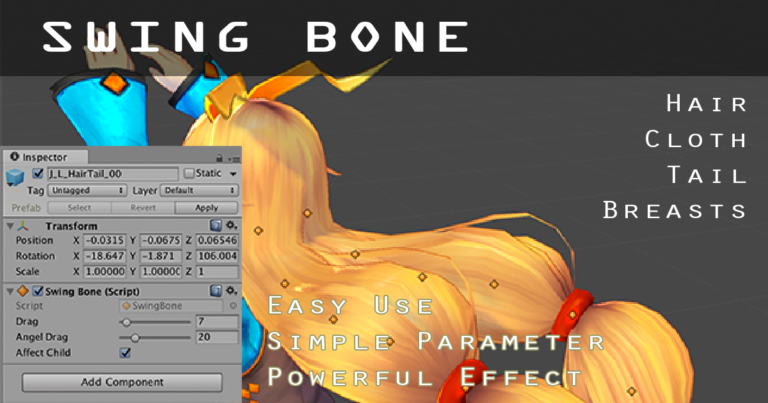 SWING BONE
HAIR
CLOTH
TAIL
BREASTS
Inspector
J_L_HairTail_00 Static
Tag Untagged Layer Default
Prefab Select Revert Apply
Transform
Position X -0.0315 Y -0.0675 Z 0.06546
Rotation X -18.647 Y -1.871 Z 106.004
Scale X 1.00000 Y 1.0000C Z 1
Swing Bone (Script)
Script SwingBone
Drag 7
Angel Drag 20
Affect Child
Add Component
EASY USE
SIMPLE PARAMETER
POWERFUL EFFECT